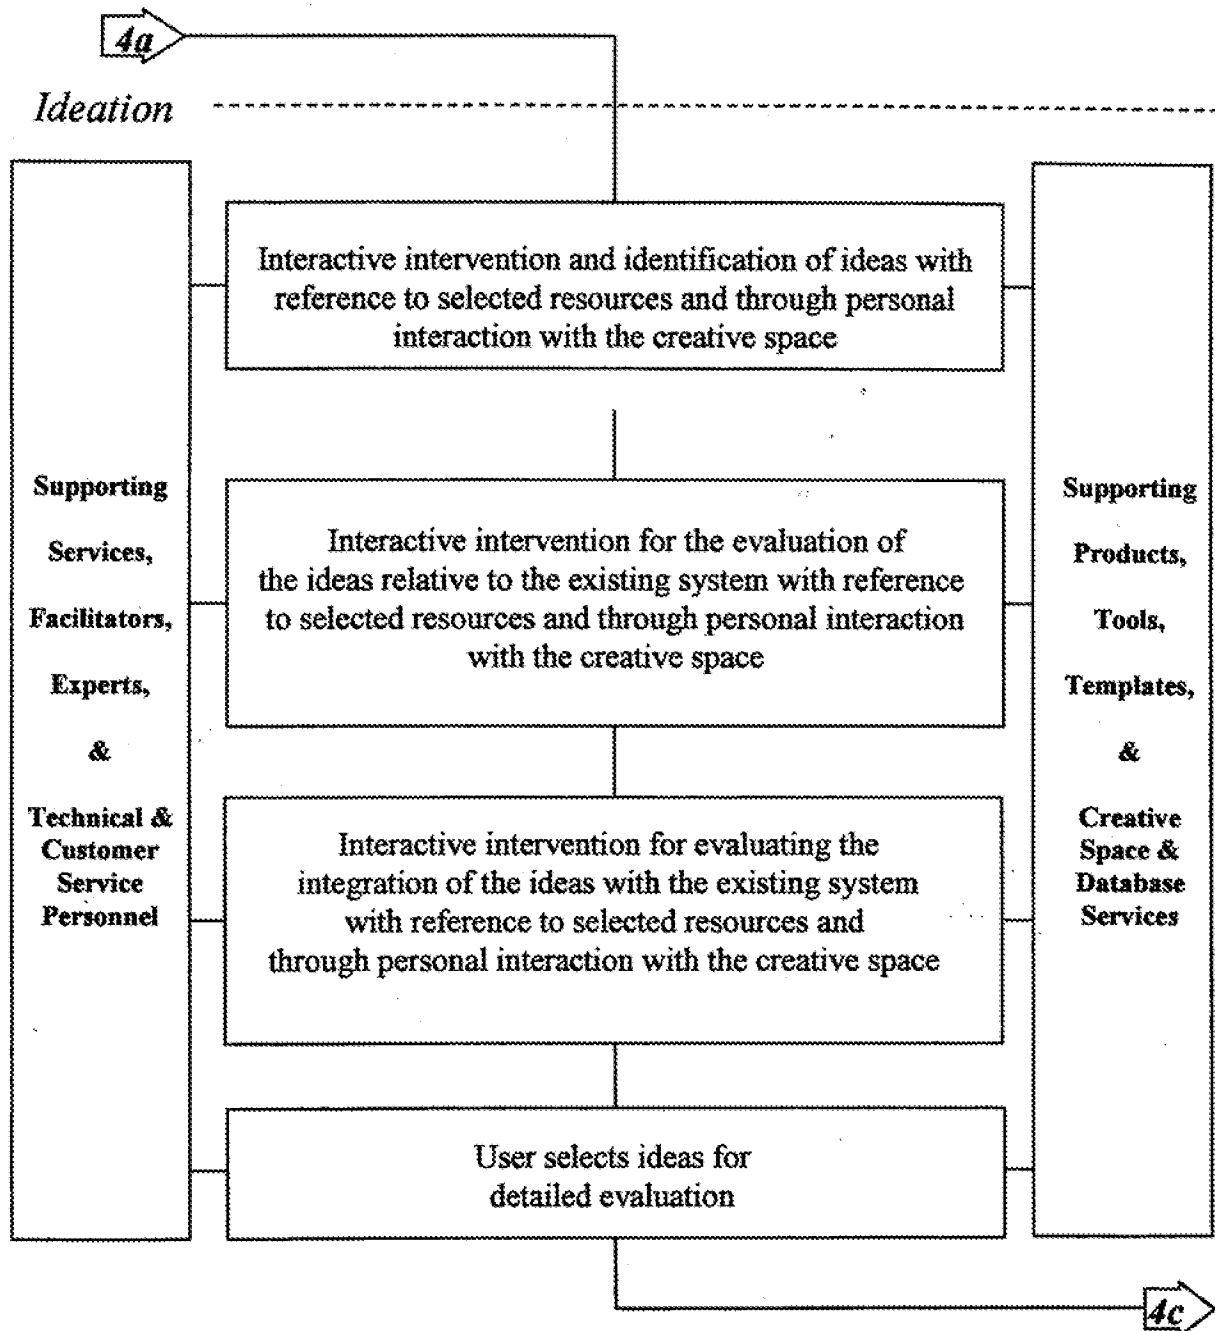 4a
Ideation
Interactive intervention and identification of ideas with
reference to selected resources and through personal
interaction with the creative space
Supporting
Services,
Facilitators,
Experts,
&
Technical &
Customer
Service
Personnel
Interactive intervention for the evaluation of
the ideas relative to the existing system with reference
to selected resources and through personal interaction
with the creative space
Interactive intervention for evaluating the
integration of the ideas with the existing system
with reference to selected resources and
through personal interaction with the creative space
User selects ideas for
detailed evaluation
Supporting
Products,
Tools,
Templates,
&
Creative
Space &
Database
Services
4c